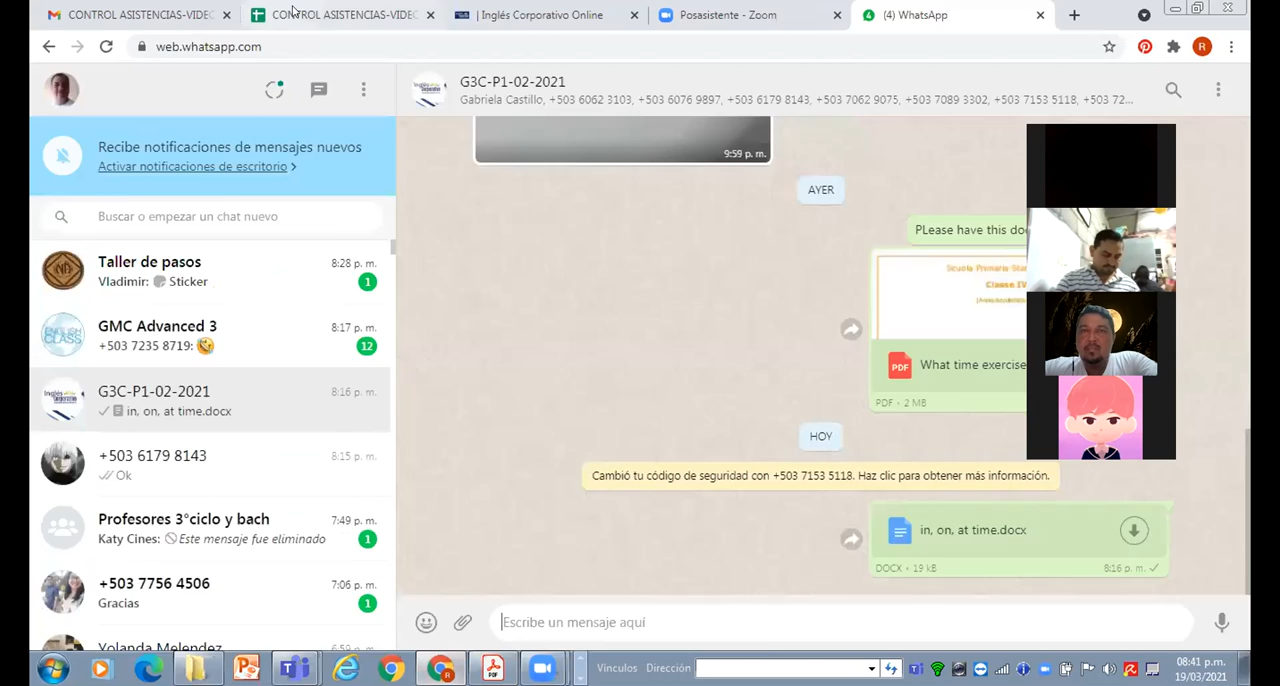 CONTROL ASISTENCIAS-VIDEC
CONTROL ASISTENCIAS-VIDEC
| Inglés Corporativo Online
Posasistente - Zoom
(4) WhatsApp
web.whatsapp.com
R
G3C-P1-02-2021
Gabriela Castillo, +503 6062 3103, +503 6076 9897, +503 6179 8143, +503 7062 9075, +503 7089 3302, +503 7153 5118, +503 72...
Recibe notificaciones de mensajes nuevos
Activar notificaciones de escritorio >
Buscar o empezar un chat nuevo
Taller de pasos
8:28 p. m.
Vladimir: Sticker
1
GMC Advanced 3
8:17 p. m.
+503 7235 8719:
12
G3C-P1-02-2021
8:16 p. m.
in, on, at time.docx
+503 6179 8143
8:15 p. m.
Ok
Profesores 3°ciclo y bach
7:49 p. m.
Katy Cines: Este mensaje fue eliminado
1
+503 7756 4506
7:06 p. m.
Gracias
1
Yolanda Melendez
9:59 p. m.
AYER
PLease have this do
Scuola Primaria Sta
Classe IV
PDF
What time exercise
PDF • 2 MB
HOY
Cambió tu código de seguridad con +503 7153 5118. Haz clic para obtener más información.
in, on, at time.docx
DOCX • 19 kB
8:16 p. m.
Escribe un mensaje aquí
Vínculos
Dirección
08:41 p.m.
19/03/2021